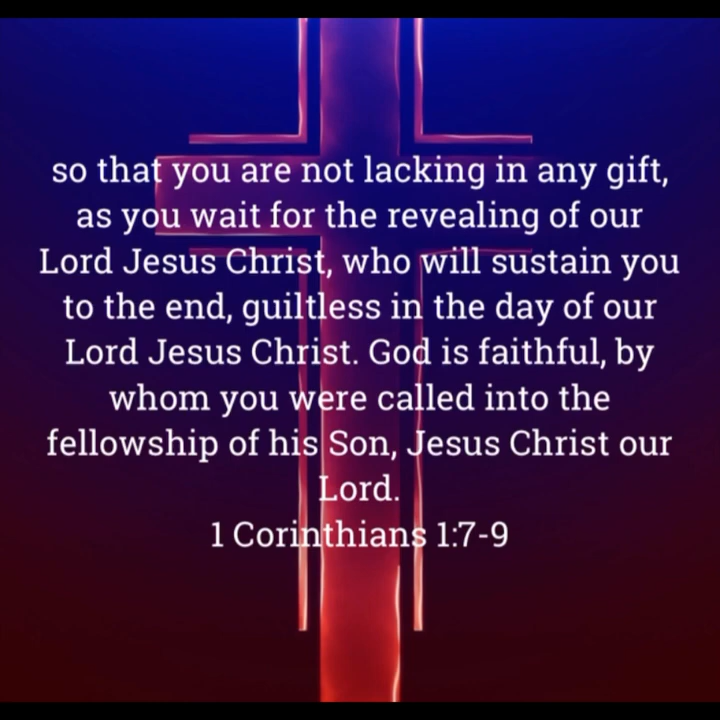 so that you are not lacking in any gift,
as you wait for the revealing of our
Lord Jesus Christ, who will sustain you
to the end, guiltless in the day of our
Lord Jesus Christ. God is faithful, by
whom you were called into the
fellowship of his Son, Jesus Christ our
Lord.
1 Corinthians 1:7-9